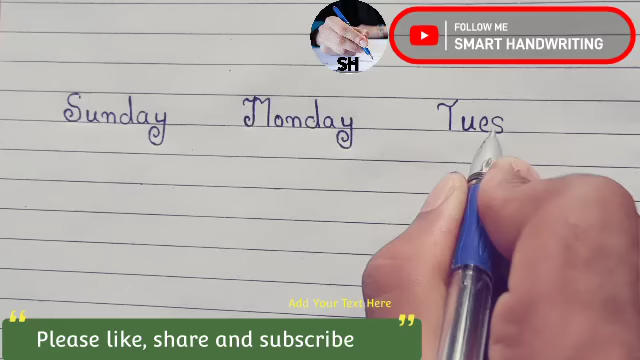 FOLLOW ME
SMART HANDWRITING
SH
Sunday Monday Tues
Add Your Text Here
“ Please like, share and subscribe ”